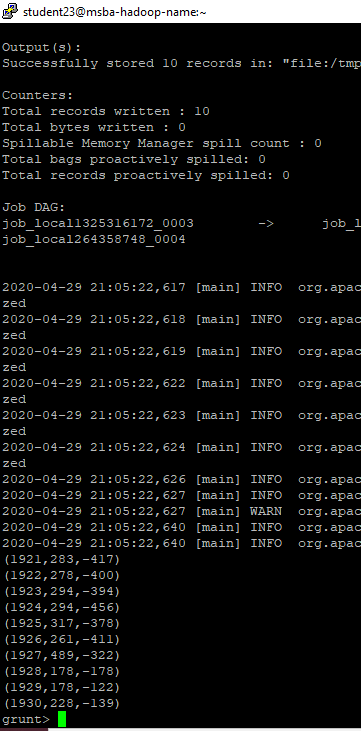 student23@msba-hadoop-name:~
Output(s):
Successfully stored 10 records in: "file:/tmp
Counters:
Total records written : 10
Total bytes written : 0
Spillable Memory Manager spill count : 0
Total bags proactively spilled: 0
Total records proactively spilled: 0
Job DAG:
job_local1325316172_0003        ->      job_l
job_local264358748_0004
2020-04-29 21:05:22,617 [main] INFO  org.apac
zed
2020-04-29 21:05:22,618 [main] INFO  org.apac
zed
2020-04-29 21:05:22,619 [main] INFO  org.apac
zed
2020-04-29 21:05:22,622 [main] INFO  org.apac
zed
2020-04-29 21:05:22,623 [main] INFO  org.apac
zed
2020-04-29 21:05:22,624 [main] INFO  org.apac
zed
2020-04-29 21:05:22,626 [main] INFO  org.apac
2020-04-29 21:05:22,627 [main] INFO  org.apac
2020-04-29 21:05:22,627 [main] WARN  org.apac
2020-04-29 21:05:22,640 [main] INFO  org.apac
2020-04-29 21:05:22,640 [main] INFO  org.apac
(1921,283,-417)
(1922,278,-400)
(1923,294,-394)
(1924,294,-456)
(1925,317,-378)
(1926,261,-411)
(1927,489,-322)
(1928,178,-178)
(1929,178,-122)
(1930,228,-139)
grunt>